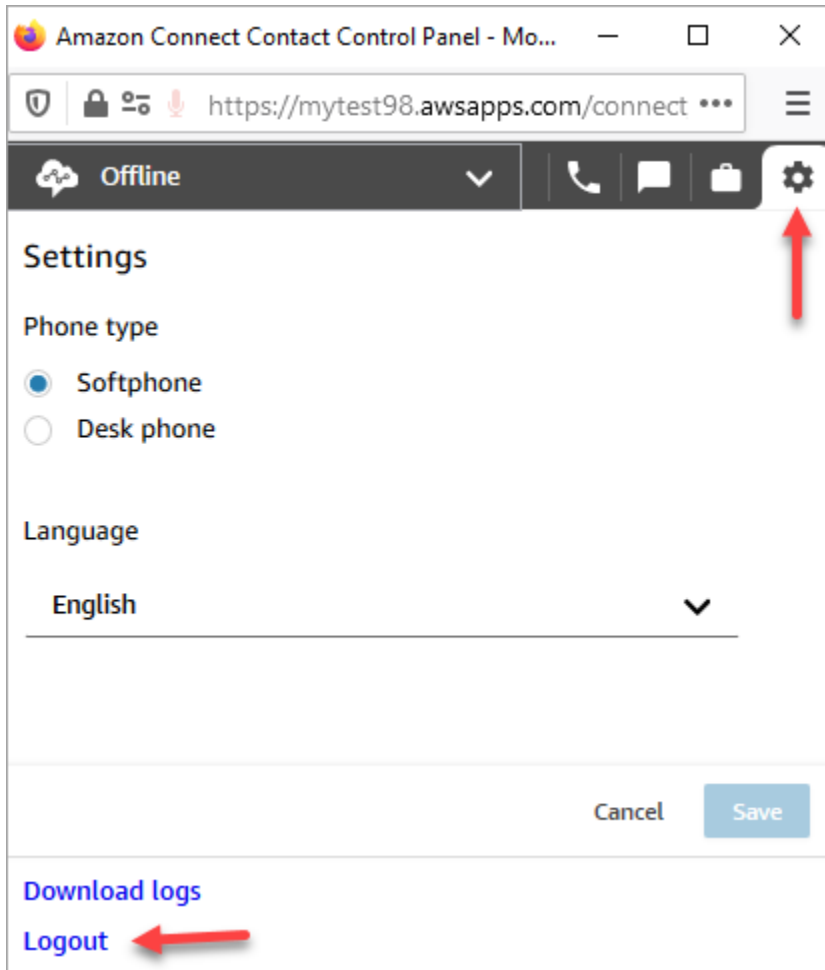 Amazon Connect Contact Control Panel - Mo...
https://mytest98.awsapps.com/connect
Offline
Settings
Phone type
Softphone
Desk phone
Language
English
Cancel Save
Download logs
Logout